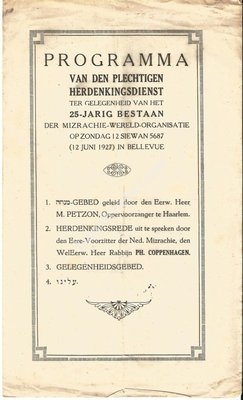 PROGRAMMA
VAN DEN PLECHTIGEN
HERDENKINGSDIENST
TER GELEGENHEID VAN HET
25-JARIG BESTAAN
DER MIZRACHIE-WERELD-ORGANISATIE
OP ZONDAG 12 SIEWAN 5687
(12 JUNI 1927) IN BELLEVUE
1. מנחה-GEBED geleid door den Eerw. Heer
M. PETZON, Oppervoorzanger te Haarlem.
2. HERDENKINGSREDE uit te spreken door
den Eere-Voorzitter der Ned. Mizrachie, den
WelEerw. Heer Rabbijn PH. COPPENHAGEN.
3. GELEGENHEIDSGEBED.
4. עלינו